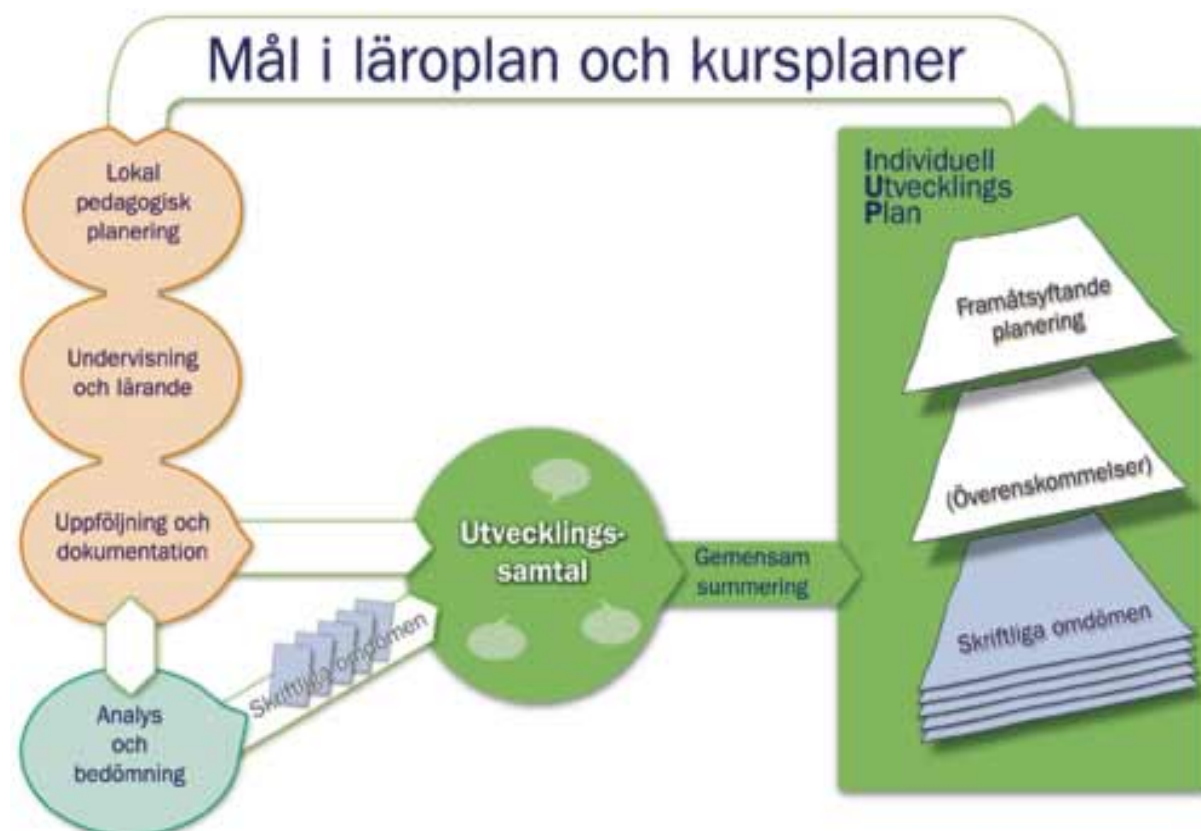 Mål i läroplan och kursplaner
Lokal
pedagogisk
planering
Undervisning
och lärande
Uppföljning och
dokumentation
Analys
och
bedömning
Skriftliga omdömen
Utvecklings-
samtal
Gemensam
summering
Individuell
Utvecklings
Plan
Framåtsyftande
planering
(Överenskommelser)
Skriftliga omdömen